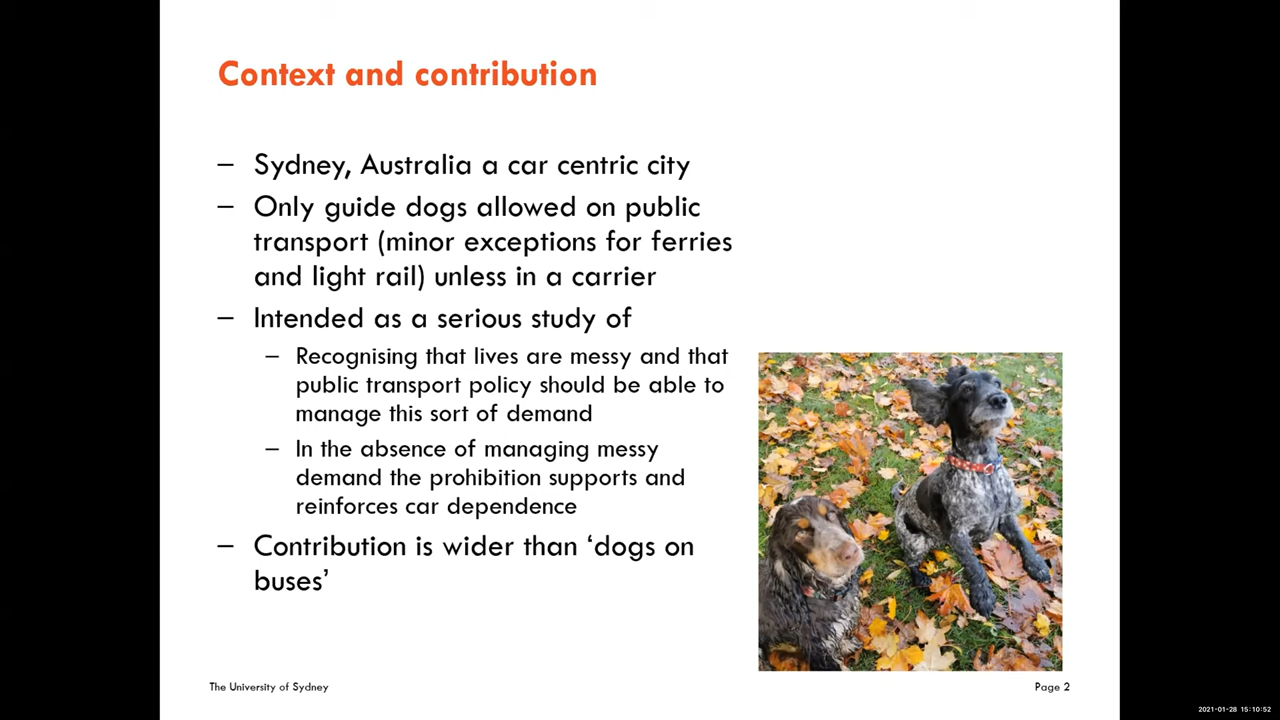 Context and contribution
– Sydney, Australia a car centric city
– Only guide dogs allowed on public
transport (minor exceptions for ferries
and light rail) unless in a carrier
– Intended as a serious study of
– Recognising that lives are messy and that
public transport policy should be able to
manage this sort of demand
– In the absence of managing messy
demand the prohibition supports and
reinforces car dependence
– Contribution is wider than ‘dogs on
buses’
The University of Sydney
Page 2
2021-01-28 15:10:52